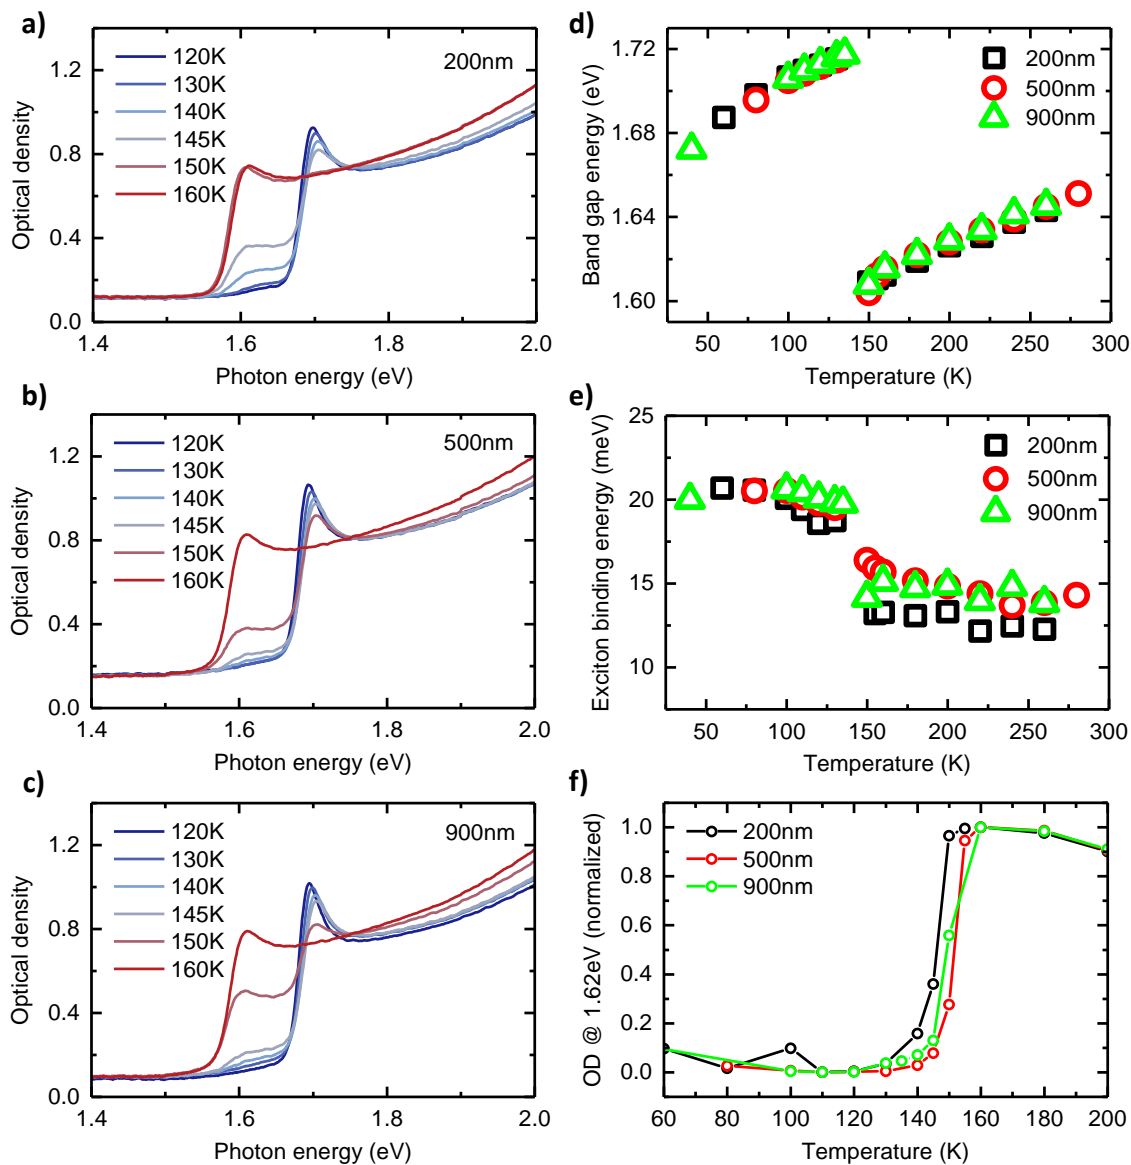 a)
1.2
0.8
0.4
0.0
1.4
1.6
1.8
2.0
Optical density
Photon energy (eV)
120K
130K
140K
145K
150K
160K
200nm
b)
1.2
0.8
0.4
0.0
1.4
1.6
1.8
2.0
Optical density
Photon energy (eV)
120K
130K
140K
145K
150K
160K
500nm
c)
1.2
0.8
0.4
0.0
1.4
1.6
1.8
2.0
Optical density
Photon energy (eV)
120K
130K
140K
145K
150K
160K
900nm
d)
1.72
1.68
1.64
1.60
50
100
150
200
250
300
Band gap energy (eV)
Temperature (K)
200nm
500nm
900nm
e)
25
20
15
10
50
100
150
200
250
300
Exciton binding energy (meV)
Temperature (K)
200nm
500nm
900nm
f)
1.0
0.8
0.6
0.4
0.2
0.0
60
80
100
120
140
160
180
200
OD @ 1.62eV (normalized)
Temperature (K)
200nm
500nm
900nm